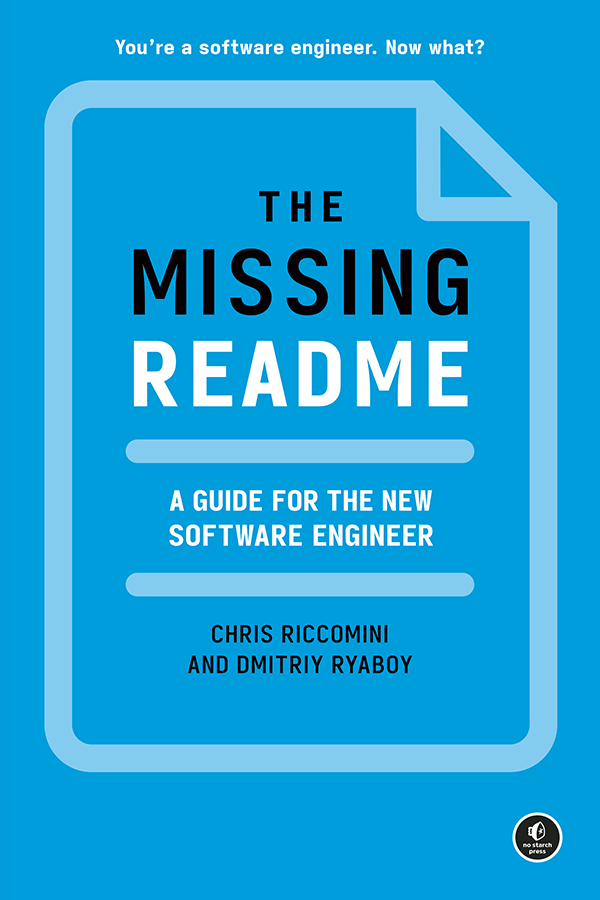 You're a software engineer. Now what?
THE
MISSING
README
A GUIDE FOR THE NEW
SOFTWARE ENGINEER
CHRIS RICCOMINI
AND DMITRIY RYABOY
no starch
press